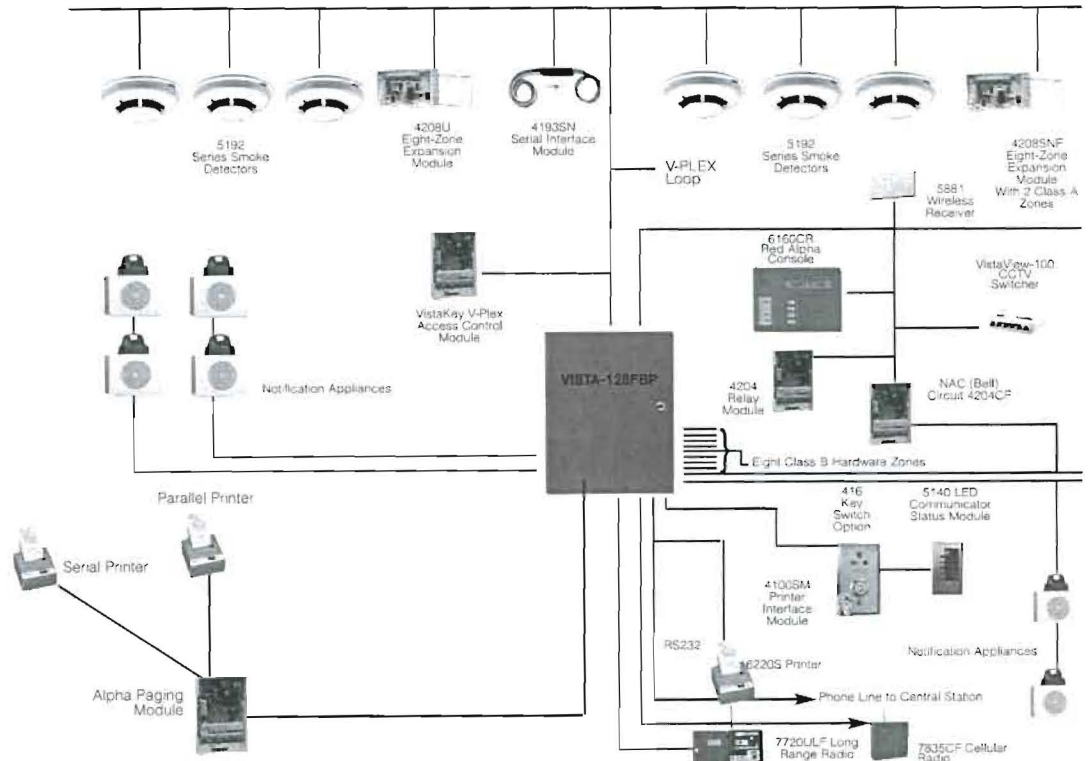 5192
Series Smoke
Detectors
4208U
Eight-Zone
Expansion
Module
4193SN
Serial Interface
Module
V-PLEX
Loop
5192
Series Smoke
Detectors
4208SNF
Eight-Zone
Expansion
Module
With 2 Class A
Zones
5881
Wireless
Receiver
6160CR
Red Alpha
Console
VistaView-100
CCTV
Switcher
VistaKey V-Plex
Access Control
Module
Notification Appliances
VISTA-128FBP
4204
Relay
Module
NAC (Bell)
Circuit 4204CF
Eight Class B Hardware Zones
Parallel Printer
Serial Printer
416
Key
Switch
Option
5140 LED
Communicator
Status Module
4100SM
Printer
Interface
Module
RS232
6220S Printer
Notification Appliances
Alpha Paging
Module
Phone Line to Central Station
7720ULF Long
Range Radio
7835CF Cellular
Radio